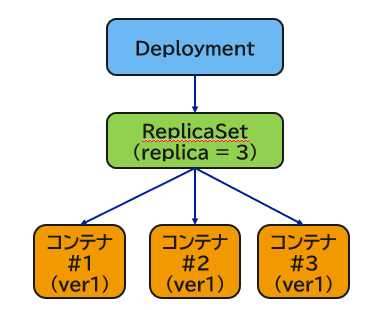 Deployment
ReplicaSet
(replica = 3)
コンテナ
#1
(ver1)
コンテナ
#2
(ver1)
コンテナ
#3
(ver1)